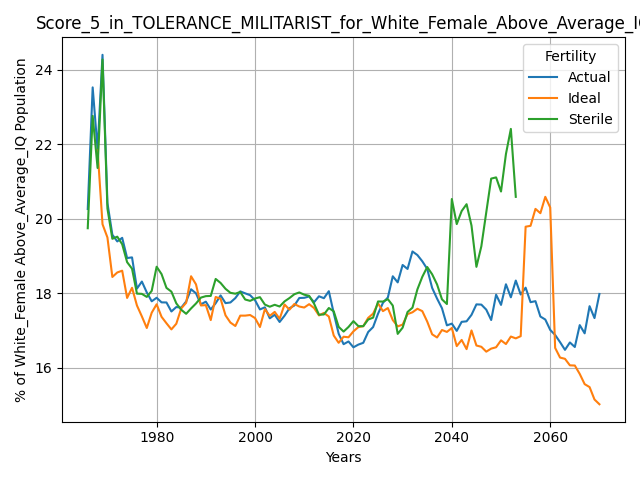 Score_5_in_TOLERANCE_MILITARIST_for_White_Female_Above_Average_IQ
Fertility
Actual
Ideal
Sterile
% of White_Female Above_Average_IQ Population
24
22
20
18
16
1980
2000
2020
2040
2060
Years